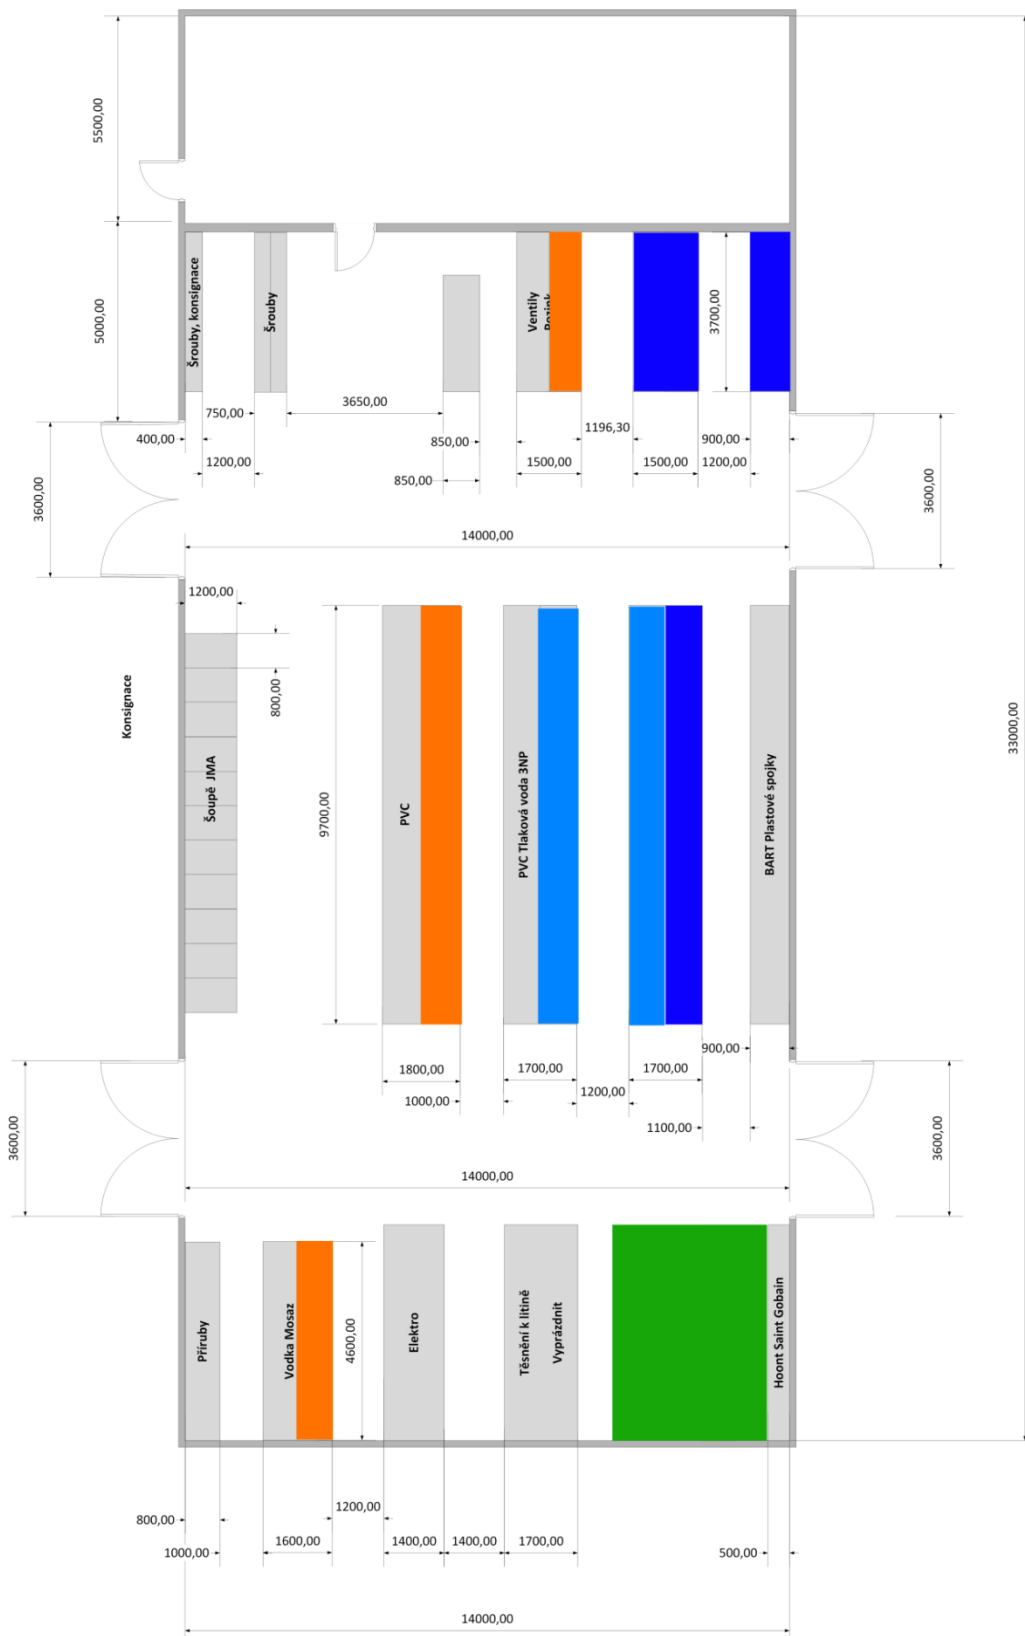 5500,00
5000,00
Šrouby, konsignace
Šrouby
Ventily
Pozink
3700,00
750,00
3650,00
400,00
1200,00
850,00
850,00
1196,30
1500,00
1500,00
900,00
1200,00
3600,00
3600,00
14000,00
1200,00
800,00
Konsignace
Šoupě JMA
9700,00
PVC
PVC Tlaková voda 3NP
BART Plastové spojky
33000,00
1800,00
1000,00
1700,00
1200,00
1700,00
900,00
1100,00
3600,00
3600,00
14000,00
Příruby
Vodka Mosaz
4600,00
Elektro
Těsnění k litině
Vyprázdnit
Hoont Saint Gobain
800,00
1000,00
1600,00
1200,00
1400,00
1400,00
1700,00
500,00
14000,00